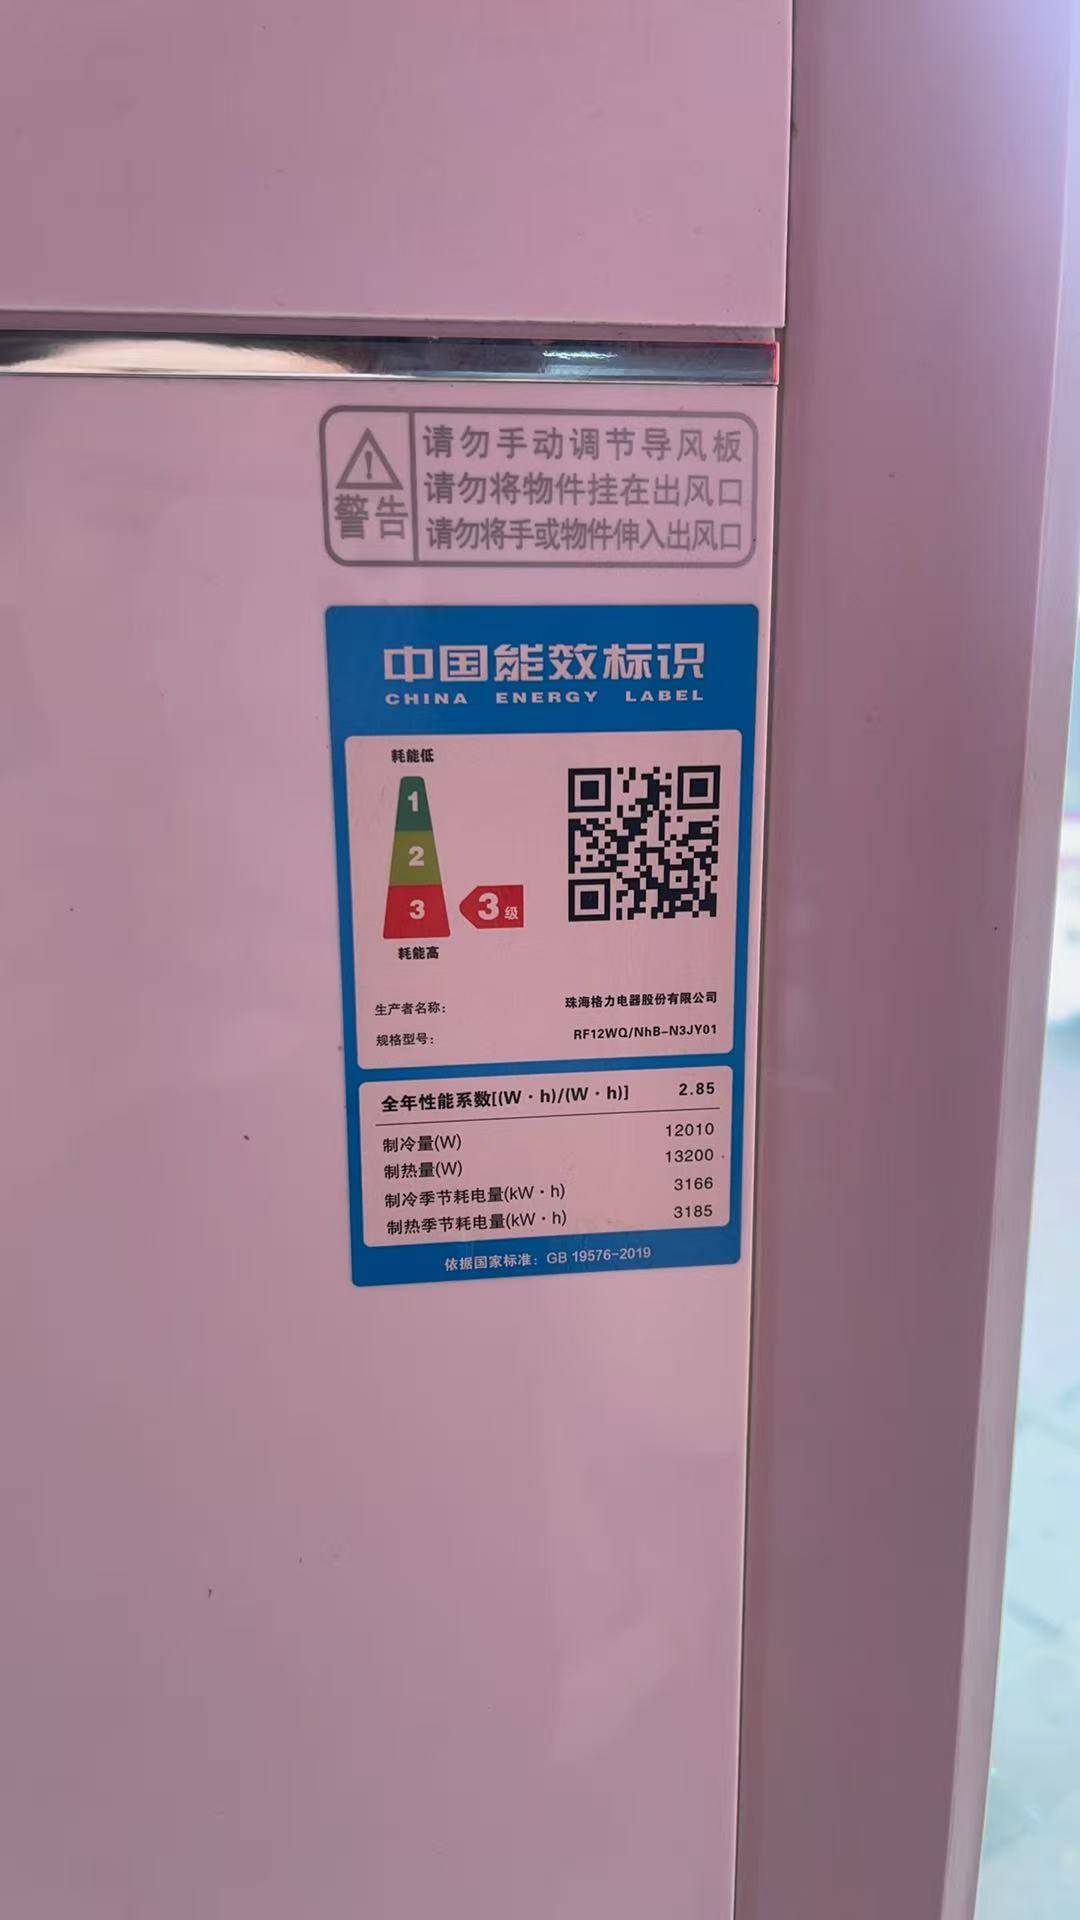 警告
请勿手动调节导风板
请勿将物件挂在出风口
请勿将手或物件伸入出风口
中国能效标识
CHINA ENERGY LABEL
耗能低
1
2
3
3级
耗能高
生产者名称: 珠海格力电器股份有限公司
规格型号: RF12WQ/NhB-N3JY01
全年性能系数[(W·h)/(W·h)] 2.85
制冷量(W) 12010
制热量(W) 13200
制冷季节耗电量(kW·h) 3166
制热季节耗电量(kW·h) 3185
依据国家标准: GB 19576-2019